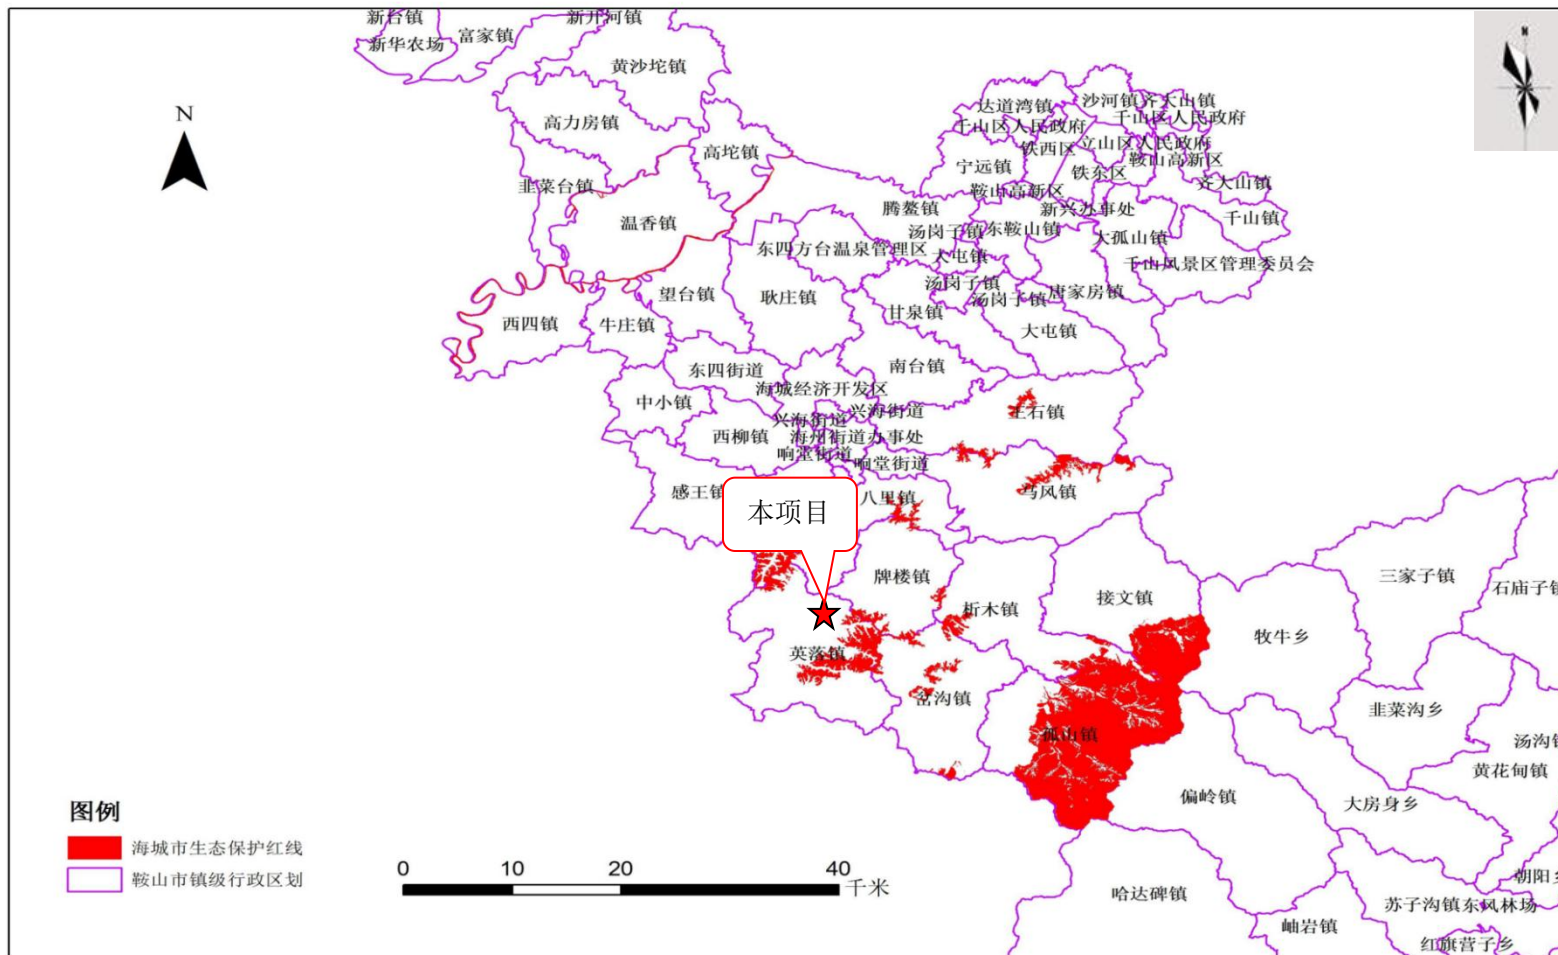 新台镇
新开河镇
富家镇
新华农场
黄沙坨镇
N
N
高力房镇
达道湾镇
沙河镇
齐大山镇
千山区人民政府
千山区人民政府
高坨镇
铁西区
立山区人民政府
宁远镇
鞍山高新区
铁东区
韭菜台镇
鞍山高新区
齐大山镇
腾鳌镇
新兴办事处
千山镇
温香镇
汤岗子镇
东鞍山镇
大孤山镇
东四方台温泉管理区
大屯镇
千山风景区管理委员会
汤岗子镇
望台镇
耿庄镇
汤岗子镇
唐家房镇
甘泉镇
西四镇
牛庄镇
大屯镇
东四街道
南台镇
海城经济开发区
中小镇
兴海街道
王石镇
兴海街道
西柳镇
海州街道办事处
响堂街道
响堂街道
感王镇
八里镇
马风镇
本项目
牌楼镇
三家子镇
石庙子镇
接文镇
析木镇
牧牛乡
英落镇
岔沟镇
韭菜沟乡
孤山镇
汤沟镇
黄花甸镇
偏岭镇
大房身乡
图例
海城市生态保护红线
鞍山市镇级行政区划
0
10
20
40
千米
朝阳乡
哈达碑镇
苏子沟镇
东风林场
岫岩镇
红旗营子乡